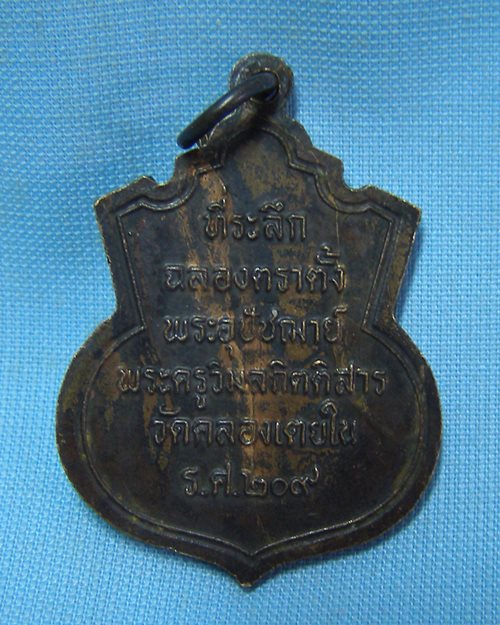 ที่ระลึก
ฉลองตราตั้ง
พระอุปัชฌาย์
พระครูวิมลกิตติสาร
วัดคลองเตยใน
ร.ศ.๒๐๙